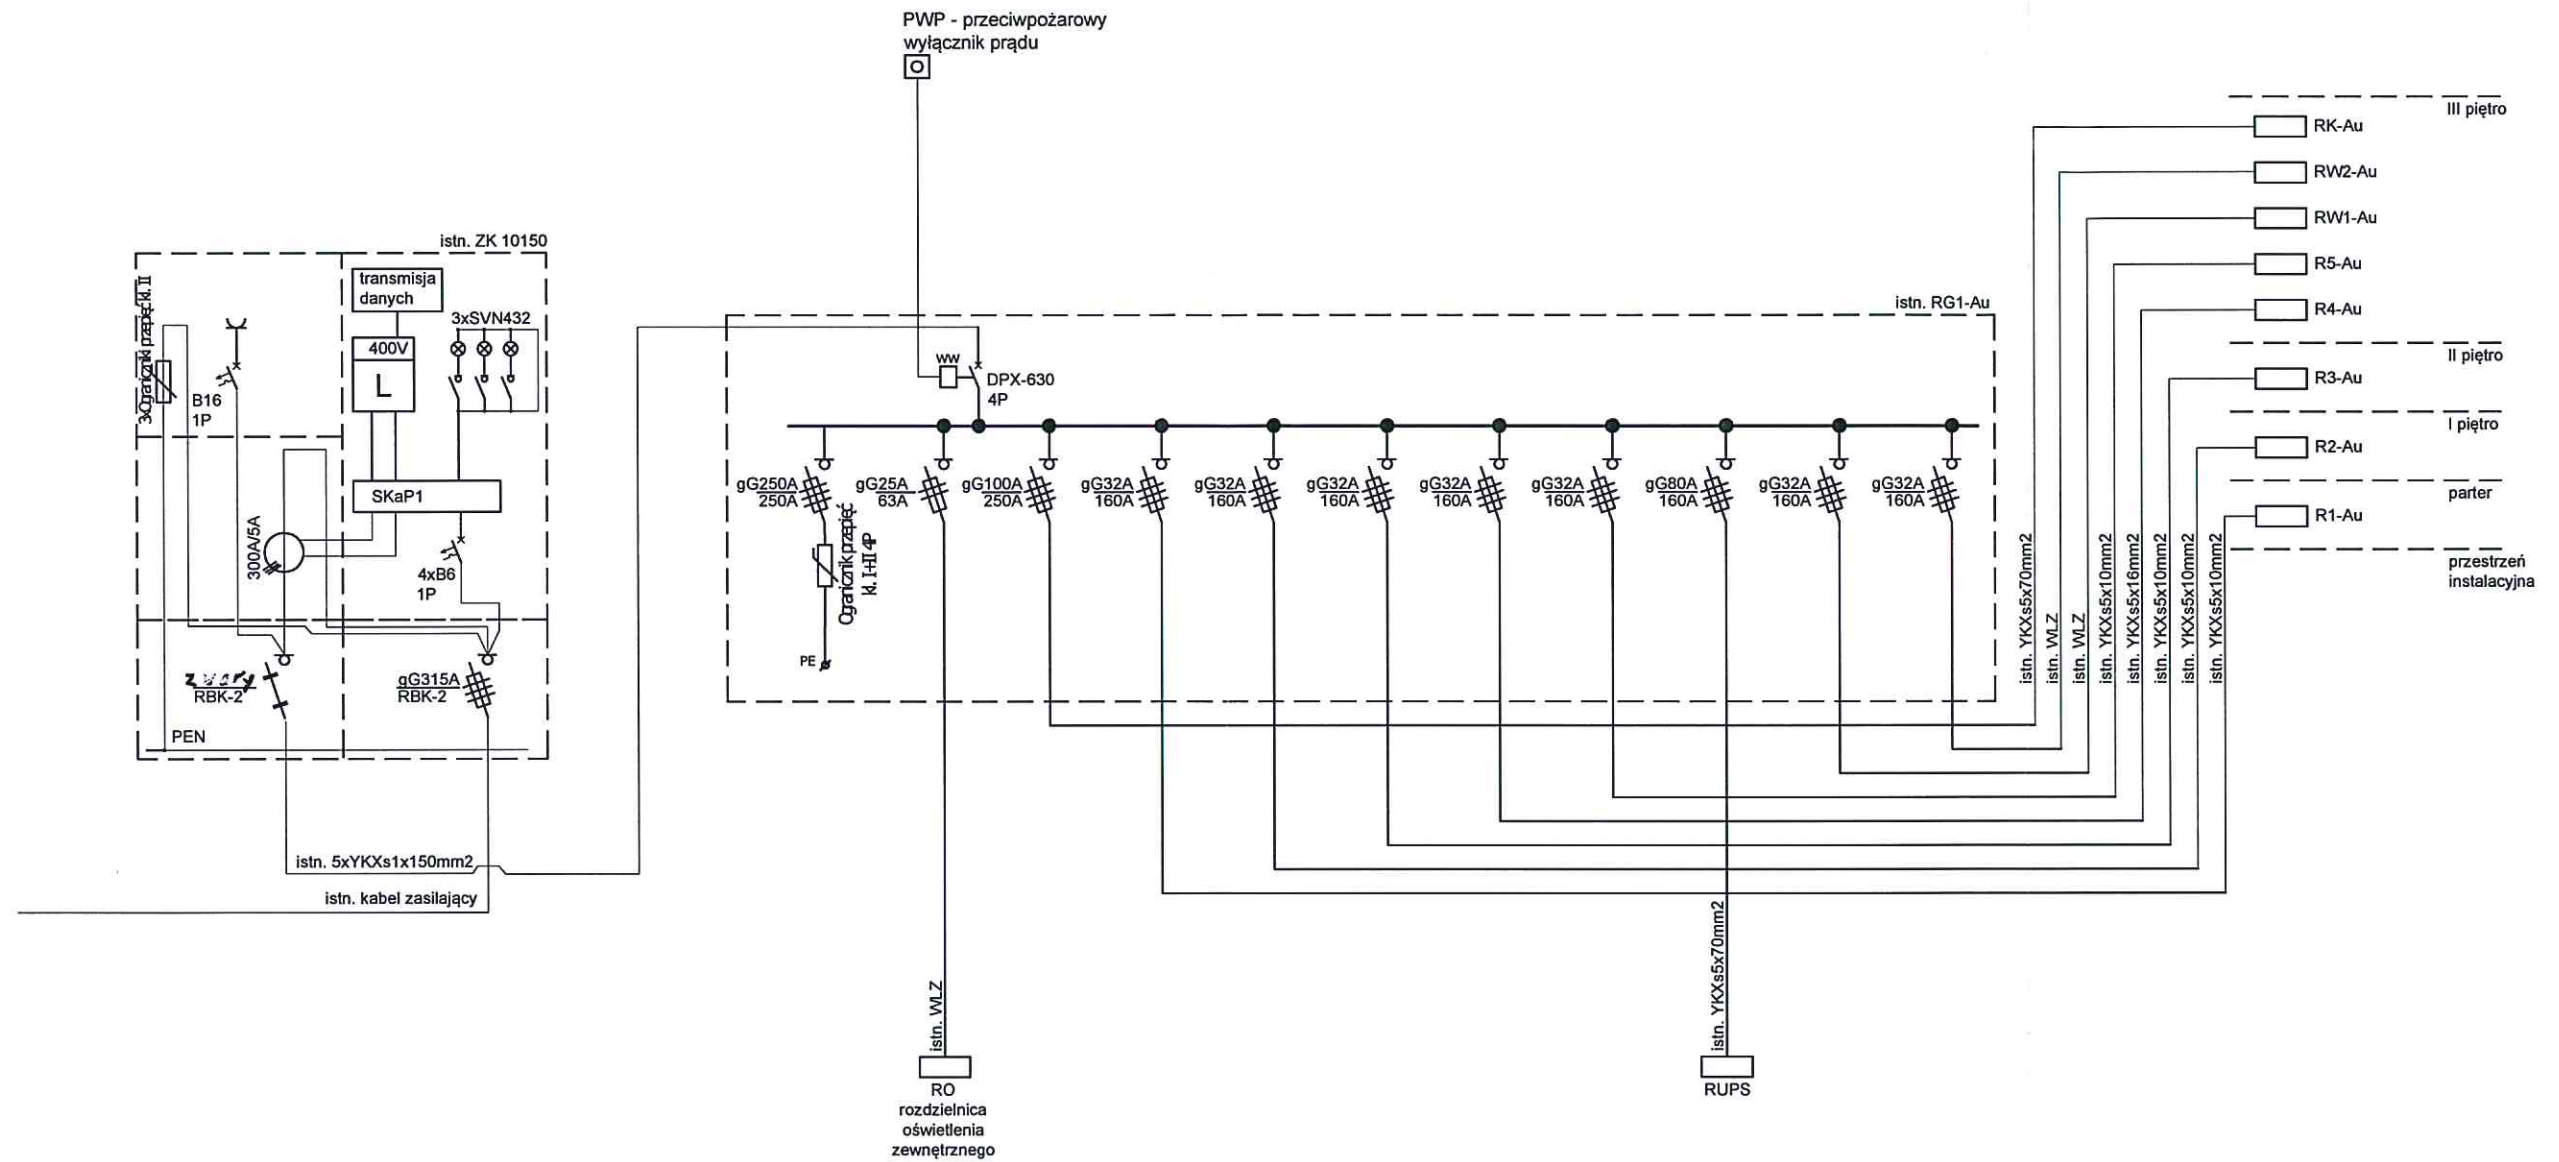 PWP - przeciwpożarowy
wyłącznik prądu
istn. ZK 10150
3xOgranicznik przepięć kl. II
B16
1P
transmisja
danych
400V
L
3xSVN432
SKaP1
300A/5A
4xB6
1P
zwory
RBK-2
gG315A
RBK-2
PEN
istn. 5xYKXs1x150mm2
istn. kabel zasilający
istn. RG1-Au
WW
DPX-630
4P
gG250A
250A
gG25A
63A
gG100A
250A
gG32A
160A
gG32A
160A
gG32A
160A
gG32A
160A
gG32A
160A
gG80A
160A
gG32A
160A
gG32A
160A
Ogranicznik przepięć
kl. I+II 4P
PE
istn. WLZ
RO
rozdzielnica
oświetlenia
zewnętrznego
istn. YKXs5x70mm2
RUPS
istn. YKXs5x70mm2
istn. WLZ
istn. WLZ
istn. YKXs5x10mm2
istn. YKXs5x16mm2
istn. YKXs5x10mm2
istn. YKXs5x10mm2
istn. YKXs5x10mm2
III piętro
RK-Au
RW2-Au
RW1-Au
R5-Au
R4-Au
II piętro
R3-Au
I piętro
R2-Au
parter
R1-Au
przestrzeń
instalacyjna